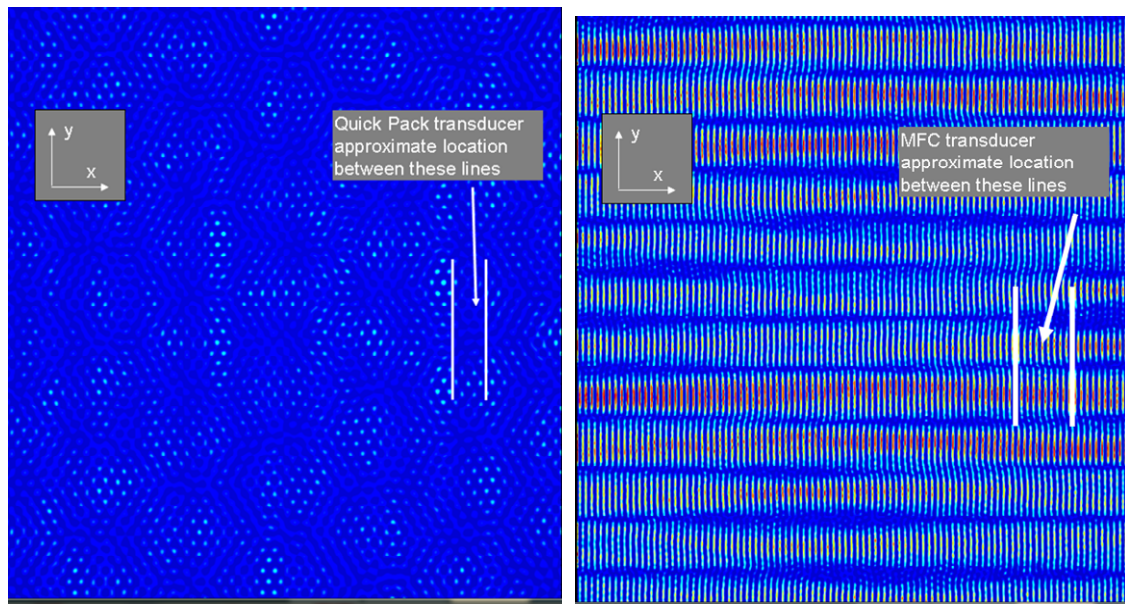 y
x
Quick Pack transducer
approximate location
between these lines
y
x
MFC transducer
approximate location
between these lines